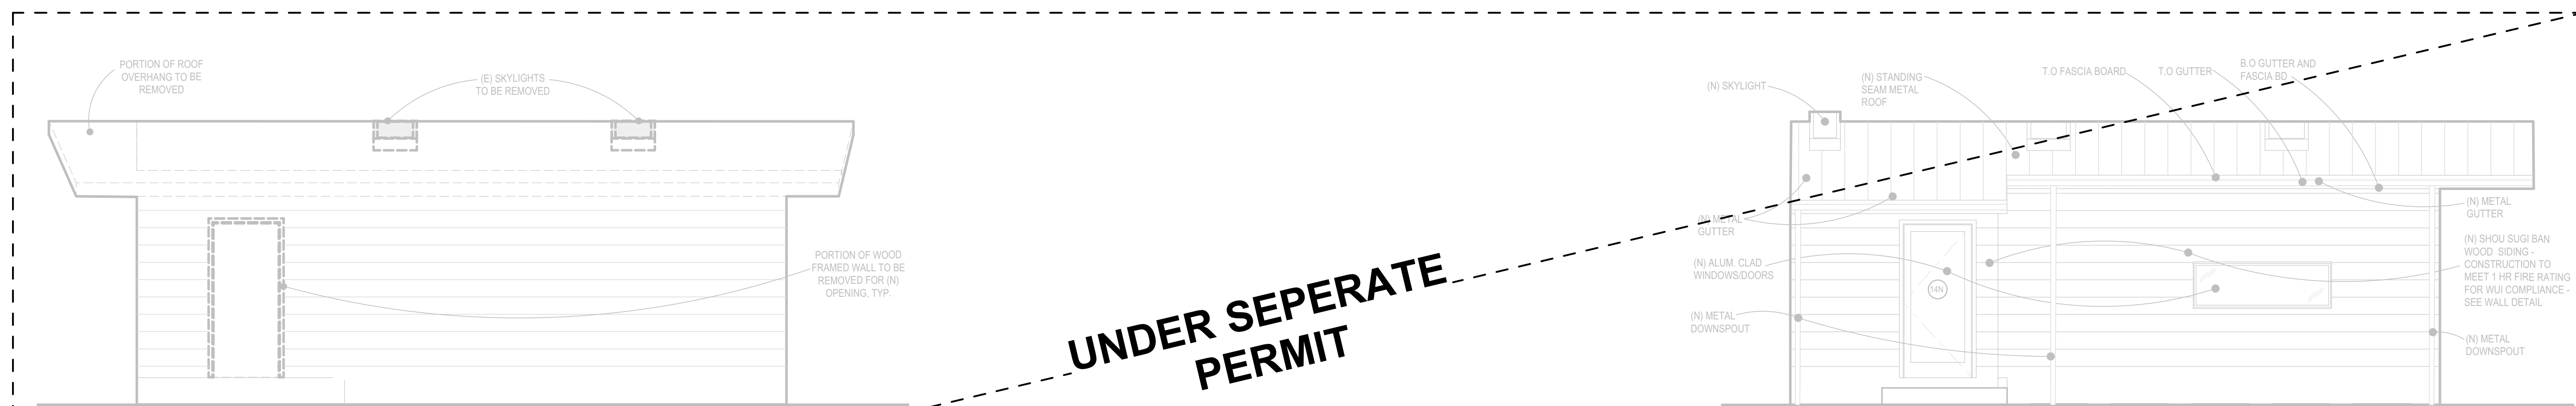 PORTION OF ROOF
OVERHANG TO BE
REMOVED
(E) SKYLIGHTS
TO BE REMOVED
PORTION OF WOOD
FRAMED WALL TO BE
REMOVED FOR (N)
OPENING, TYP.
UNDER SEPERATE
PERMIT
(N) SKYLIGHT
(N) STANDING
SEAM METAL
ROOF
T.O FASCIA BOARD
T.O GUTTER
B.O GUTTER AND
FASCIA BD
(N) METAL
GUTTER
(N) ALUM. CLAD
WINDOWS/DOORS
14N
(N) METAL
DOWNSPOUT
(N) METAL
GUTTER
(N) SHOU SUGI BAN
WOOD SIDING -
CONSTRUCTION TO
MEET 1 HR FIRE RATING
FOR WUI COMPLIANCE -
SEE WALL DETAIL
(N) METAL
DOWNSPOUT